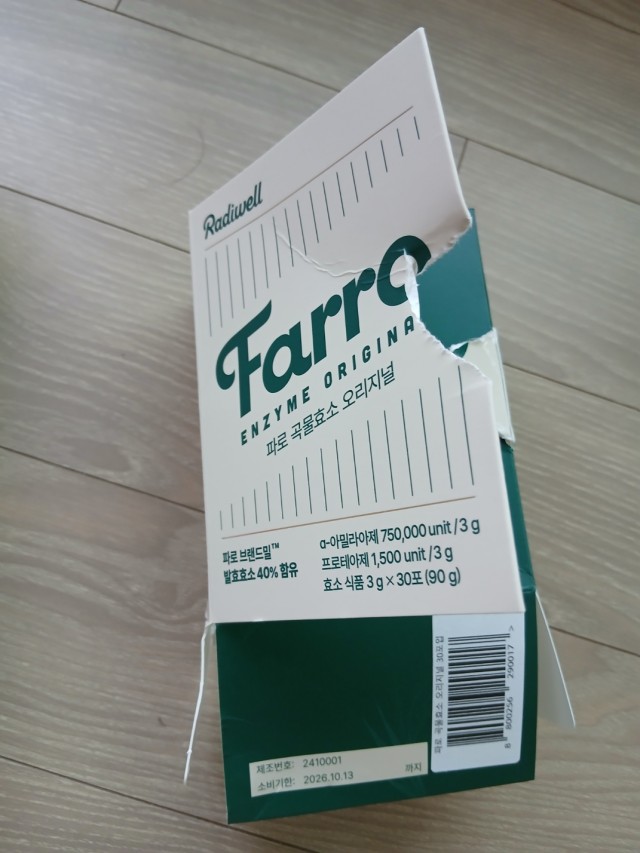 Radiwell
Farro
ENZYME ORIGINA
파로 곡물효소 오리지널
파로 브랜드밀™
발효효소 40% 함유
α-아밀라아제 750,000 unit / 3 g
프로테아제 1,500 unit / 3 g
효소 식품 3 g × 30포 (90 g)
파로 곡물효소 오리지널 30포입
8 800256 290017 >
제조번호: 2410001
소비기한: 2026.10.13 까지